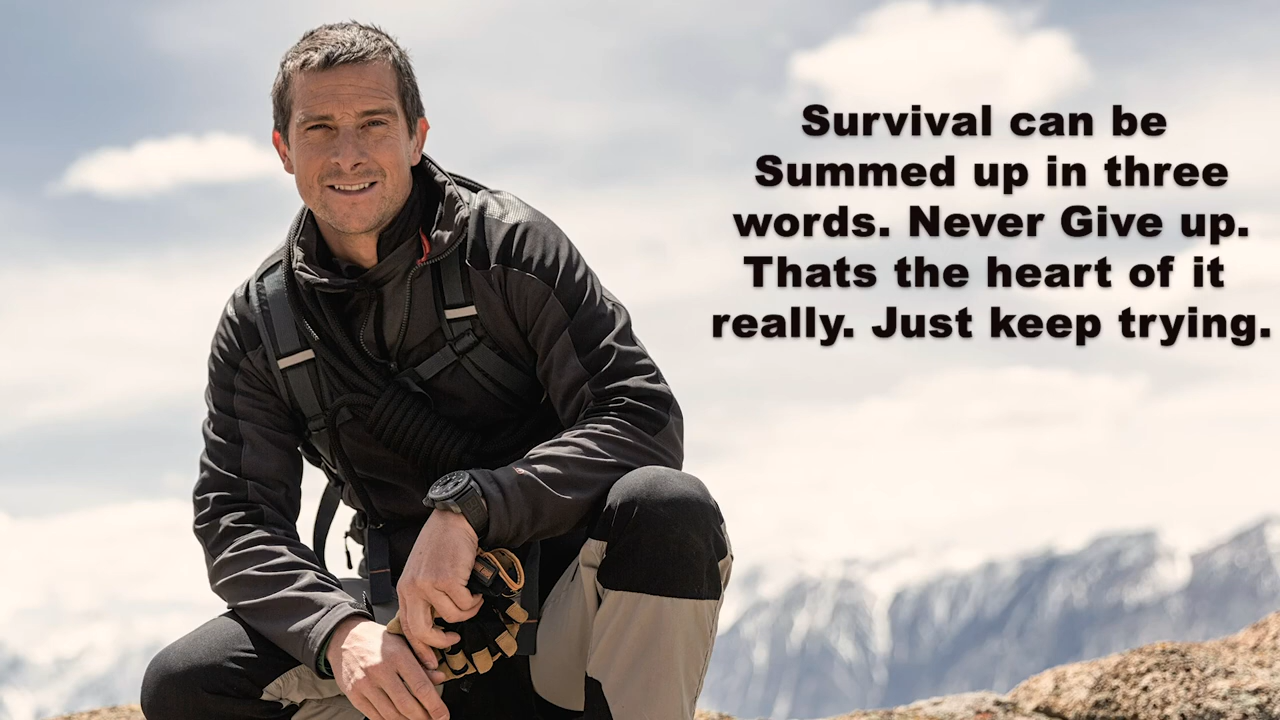 Survival can be
Summed up in three
words. Never Give up.
Thats the heart of it
really. Just keep trying.